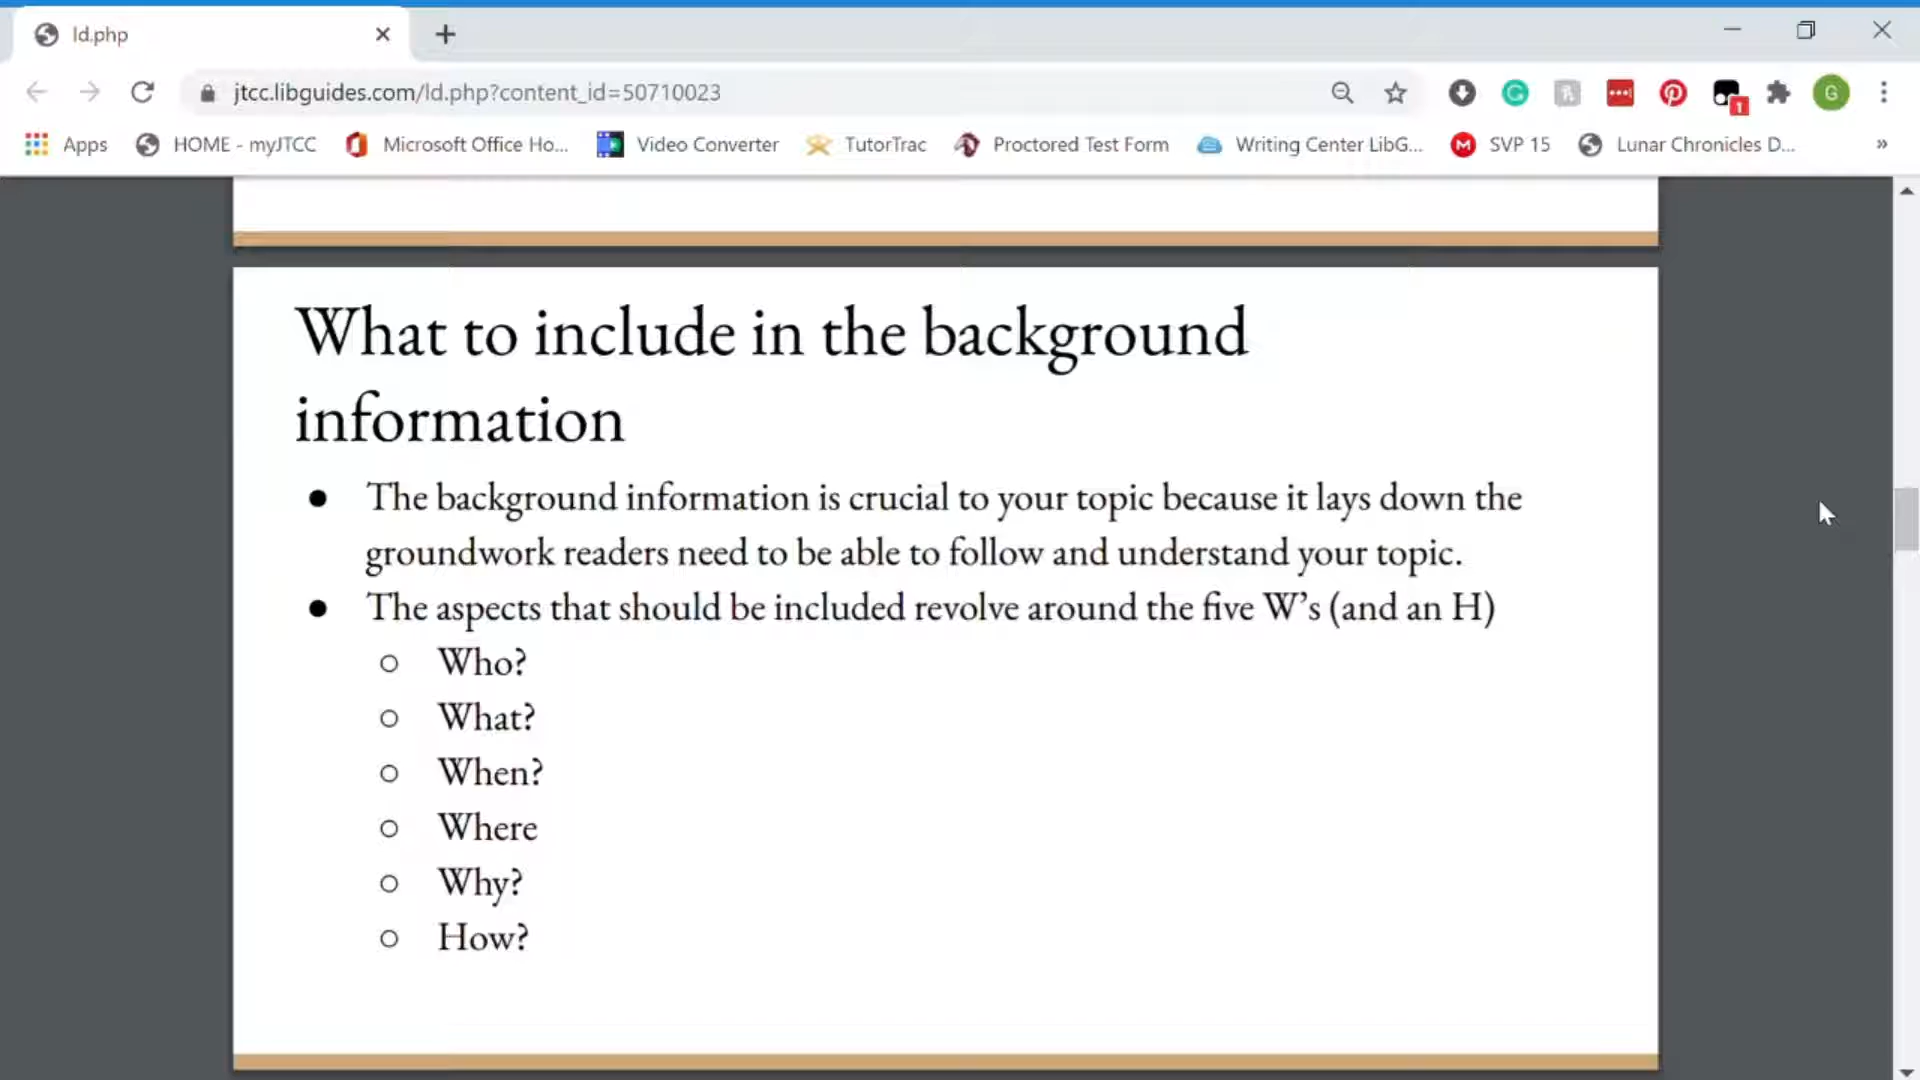 ld.php
jtcc.libguides.com/ld.php?content_id=50710023
G
1
Apps
HOME - myJTCC
Microsoft Office Ho...
Video Converter
TutorTrac
Proctored Test Form
Writing Center LibG...
M
SVP 15
Lunar Chronicles D...
»
What to include in the background
information
● The background information is crucial to your topic because it lays down the
groundwork readers need to be able to follow and understand your topic.
● The aspects that should be included revolve around the five W’s (and an H)
○ Who?
○ What?
○ When?
○ Where
○ Why?
○ How?